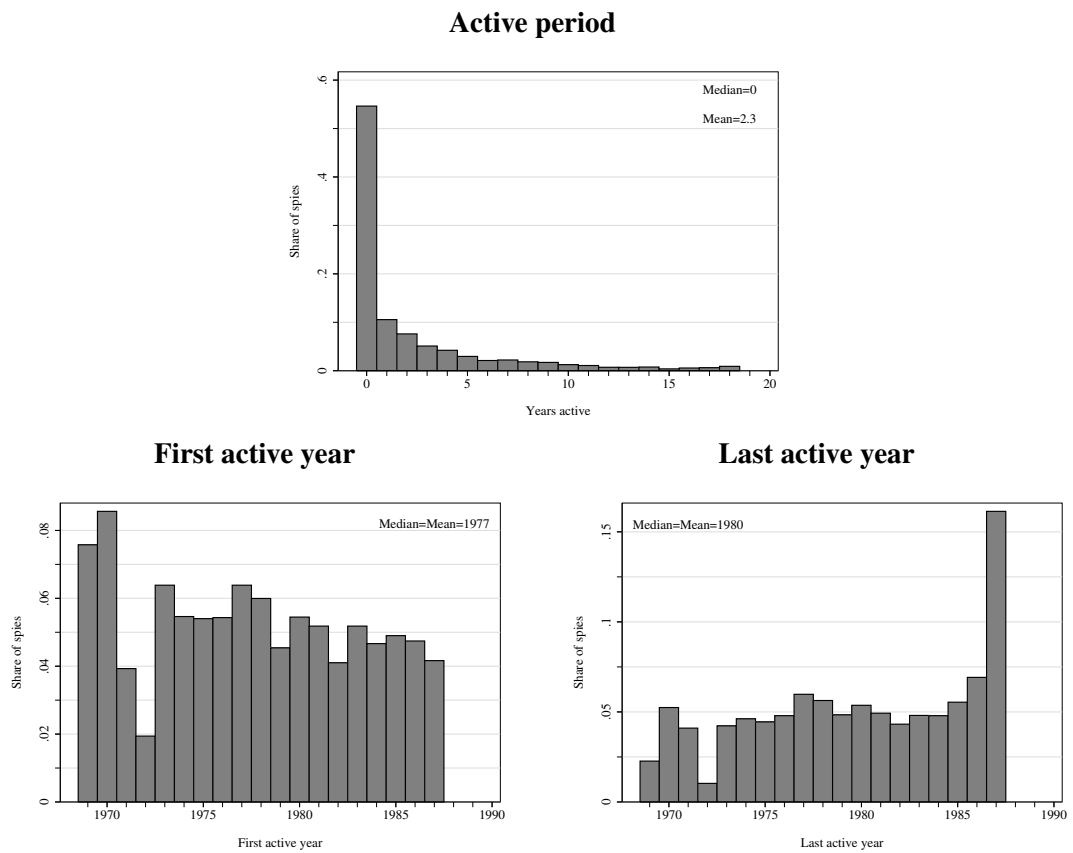 Active period
Median=0
Mean=2.3
Share of spies
0
.2
.4
.6
0 5 10 15 20
Years active
First active year
Median=Mean=1977
Share of spies
0
.02
.04
.06
.08
1970 1975 1980 1985 1990
First active year
Last active year
Median=Mean=1980
Share of spies
0
.05
.1
.15
1970 1975 1980 1985 1990
Last active year